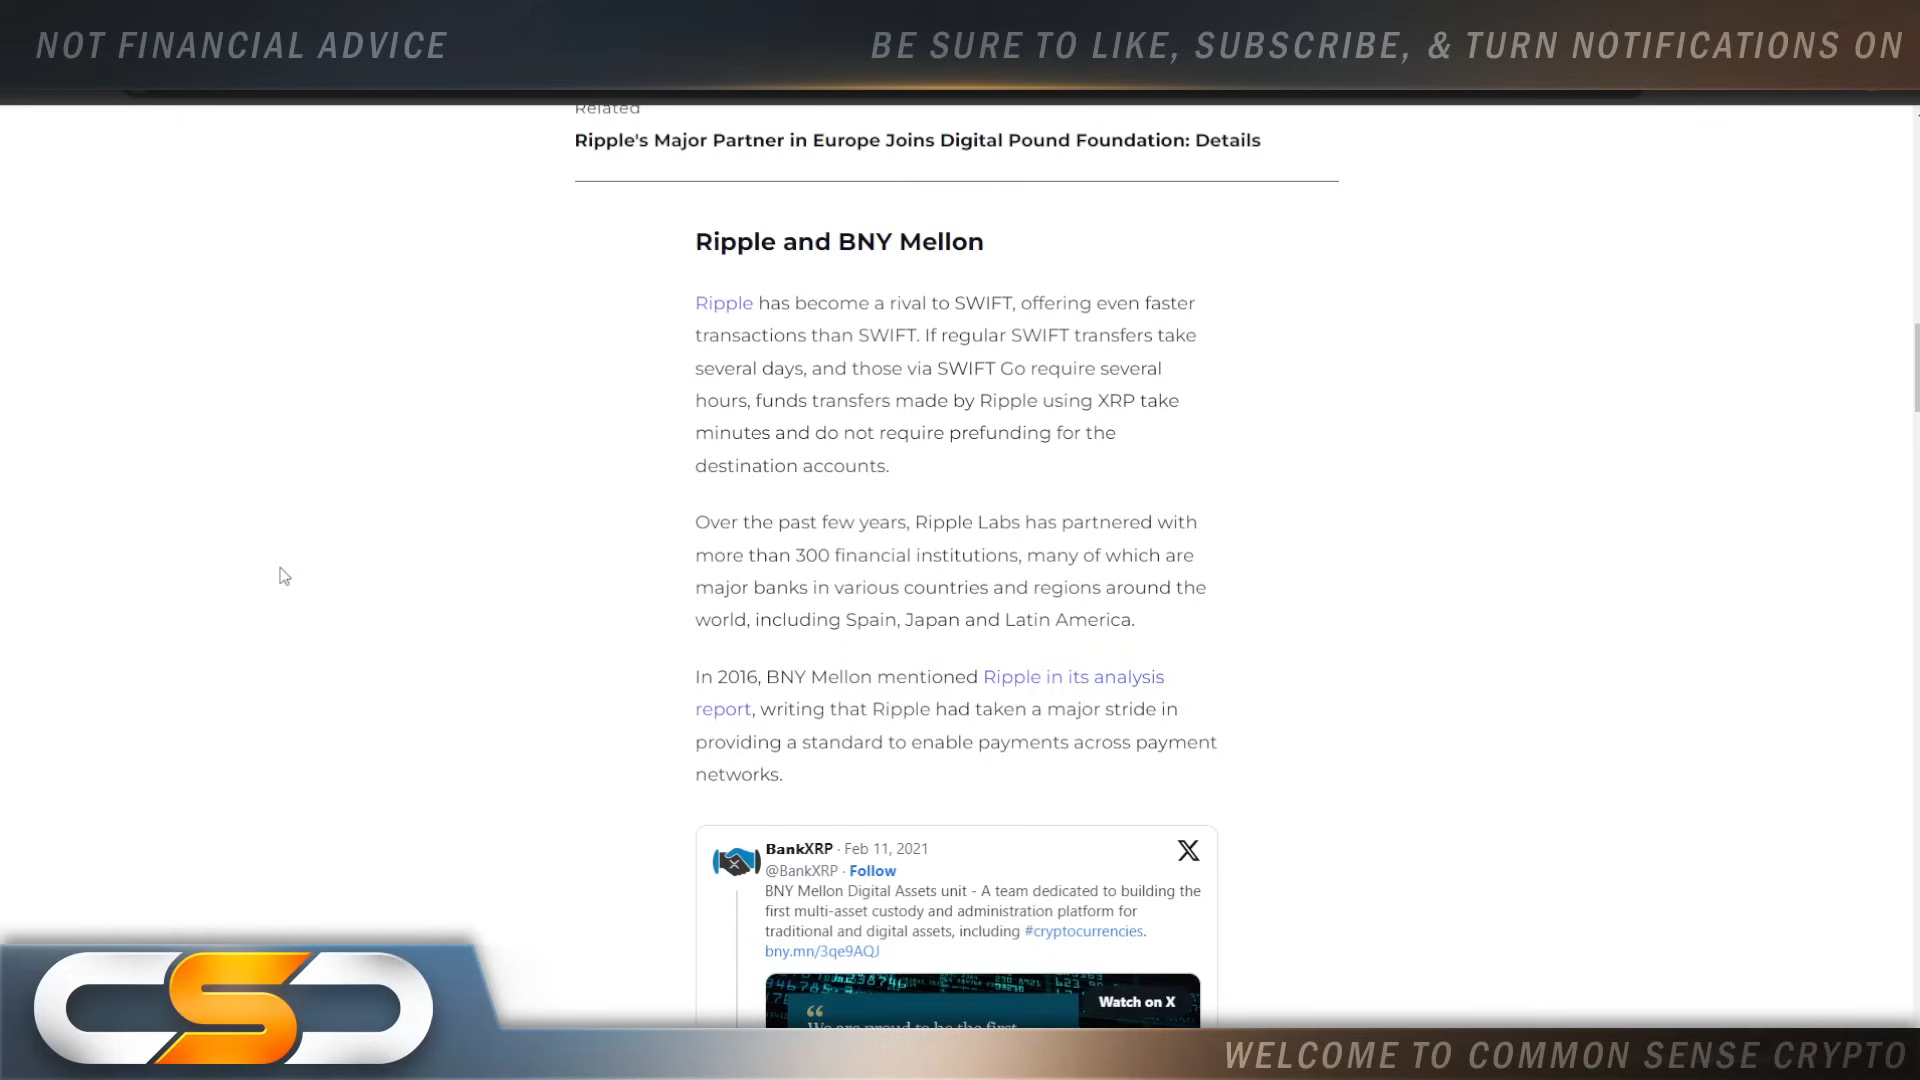 NOT FINANCIAL ADVICE
BE SURE TO LIKE, SUBSCRIBE, & TURN NOTIFICATIONS ON
Related
Ripple's Major Partner in Europe Joins Digital Pound Foundation: Details
Ripple and BNY Mellon
Ripple has become a rival to SWIFT, offering even faster
transactions than SWIFT. If regular SWIFT transfers take
several days, and those via SWIFT Go require several
hours, funds transfers made by Ripple using XRP take
minutes and do not require prefunding for the
destination accounts.
Over the past few years, Ripple Labs has partnered with
more than 300 financial institutions, many of which are
major banks in various countries and regions around the
world, including Spain, Japan and Latin America.
In 2016, BNY Mellon mentioned Ripple in its analysis
report, writing that Ripple had taken a major stride in
providing a standard to enable payments across payment
networks.
BankXRP · Feb 11, 2021
@BankXRP · Follow
BNY Mellon Digital Assets unit - A team dedicated to building the
first multi-asset custody and administration platform for
traditional and digital assets, including #cryptocurrencies.
bny.mn/3qe9AQJ
Watch on X
“
We are proud to be the first
CSC
WELCOME TO COMMON SENSE CRYPTO